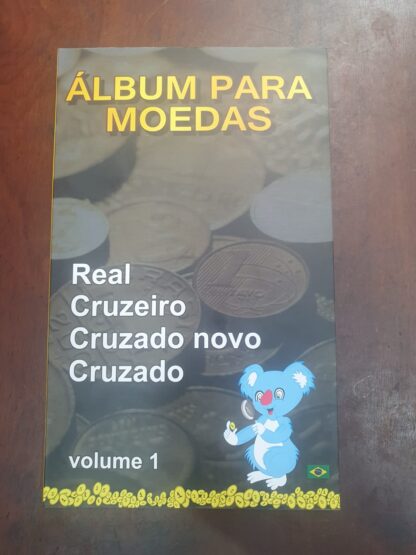 ÁLBUM PARA
MOEDAS
Real
Cruzeiro
Cruzado novo
Cruzado
volume 1